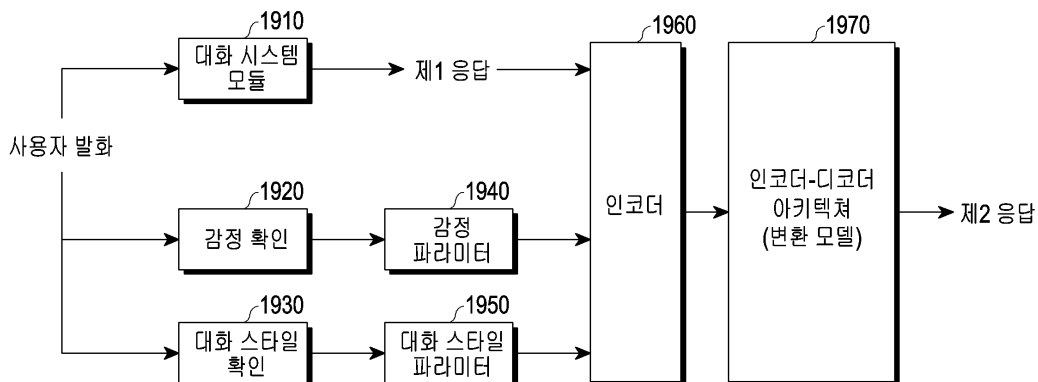 1910
대화 시스템
모듈
제1 응답
사용자 발화
1920
감정 확인
1940
감정
파라미터
1930
대화 스타일
확인
1950
대화 스타일
파라미터
1960
인코더
1970
인코더-디코더
아키텍쳐
(변환 모델)
제2 응답